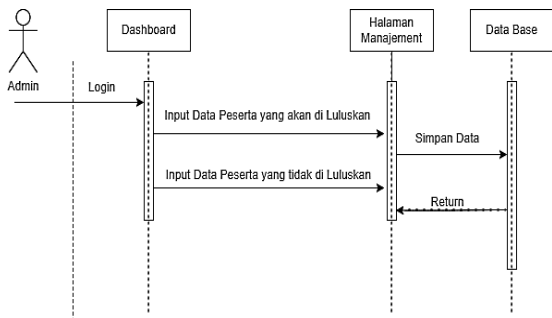 Dashboard
Halaman
Manajement
Data Base
Admin
Login
Input Data Peserta yang akan di Luluskan
Simpan Data
Input Data Peserta yang tidak di Luluskan
Return